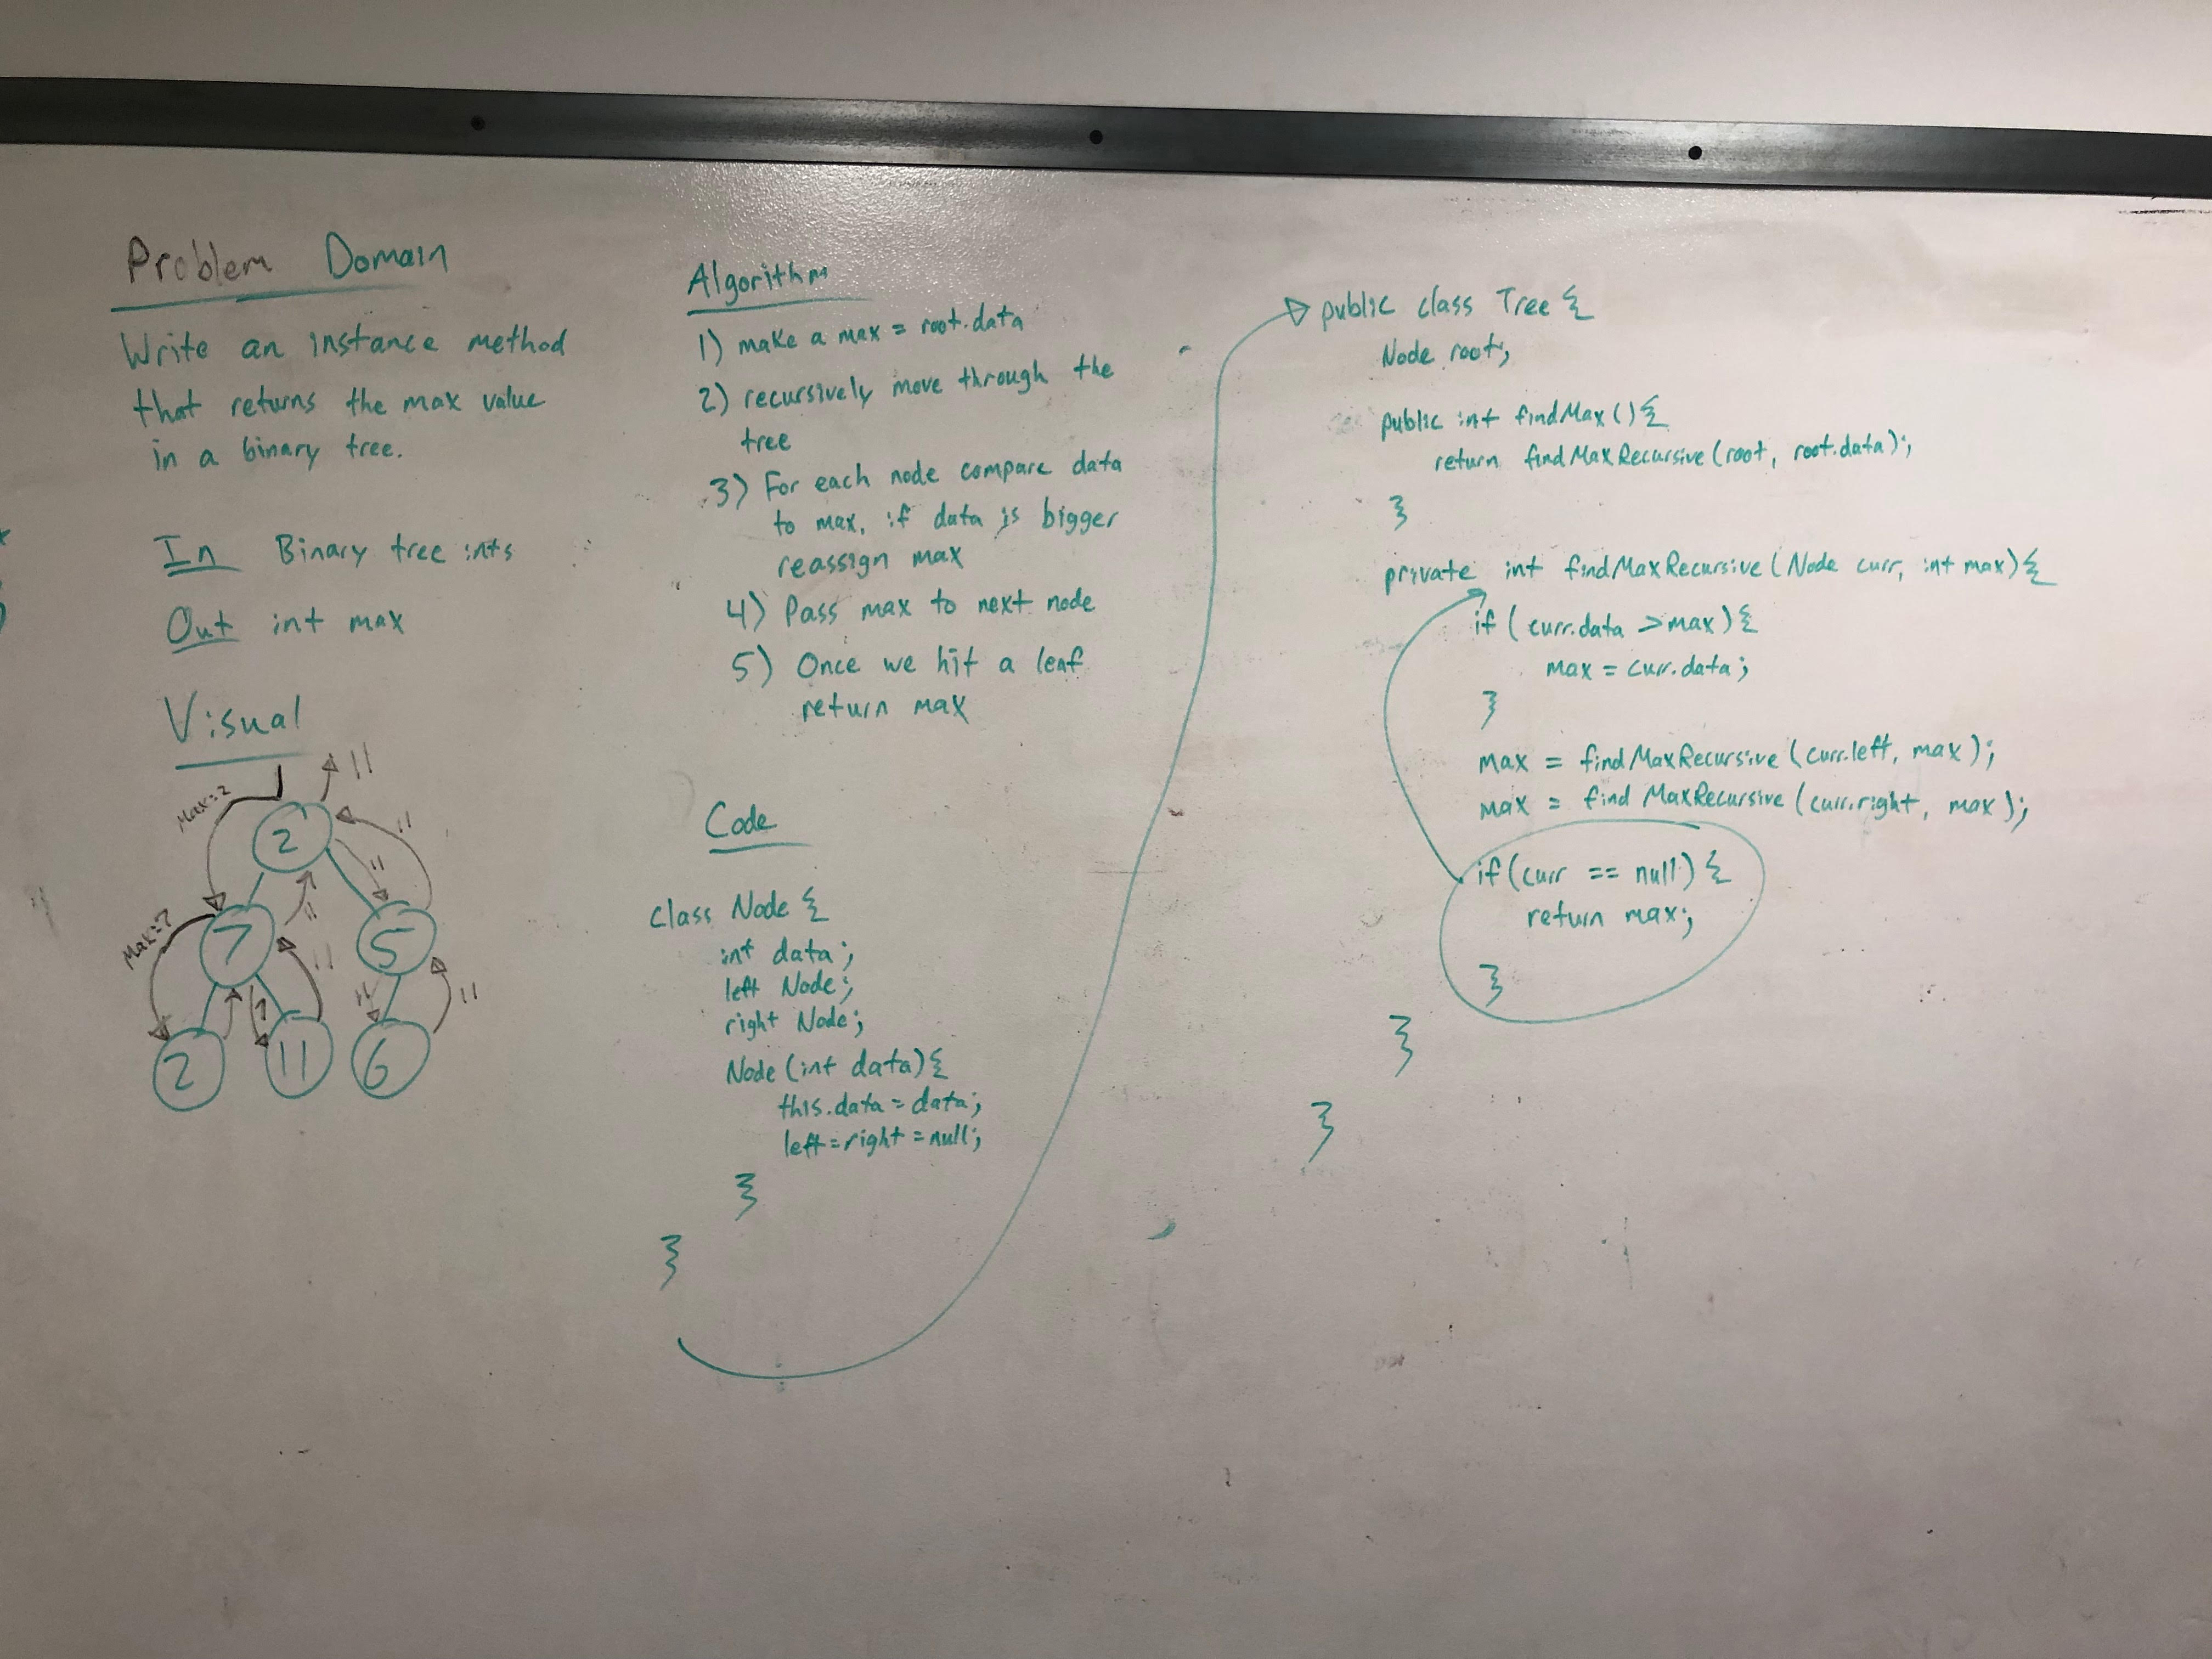 Problem Domain
Write an instance method
that returns the max value
in a binary tree.
In Binary tree ints
Out int max
Visual
Max=2
11
2
11
11
11
Max=7
7
5
11
7
11
11
2
11
6
Algorithm
1) make a max = root.data
2) recursively move through the
tree
3) For each node compare data
to max, if data is bigger
reassign max
4) Pass max to next node
5) Once we hit a leaf
return max
Code
class Node {
int data;
left Node;
right Node;
Node (int data) {
this.data = data;
left = right = null;
}
}
public class Tree {
Node root;
public int findMax () {
return findMaxRecursive (root, root.data);
}
private int findMaxRecursive (Node curr, int max) {
if ( curr.data > max) {
max = curr.data;
}
max = findMaxRecursive (curr.left, max);
max = find MaxRecursive (curr.right, max);
if (curr == null) {
return max;
}
}
}